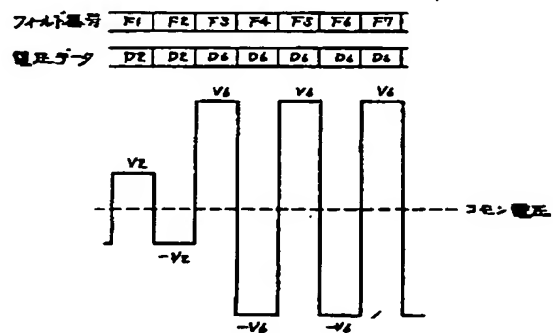 フィールド番号 F1 F2 F3 F4 F5 F6 F7
電圧データ D2 D2 D6 D6 D6 D6 D6
V6 V6 V6
V2
コモン電圧
-V2
-V6 -V6